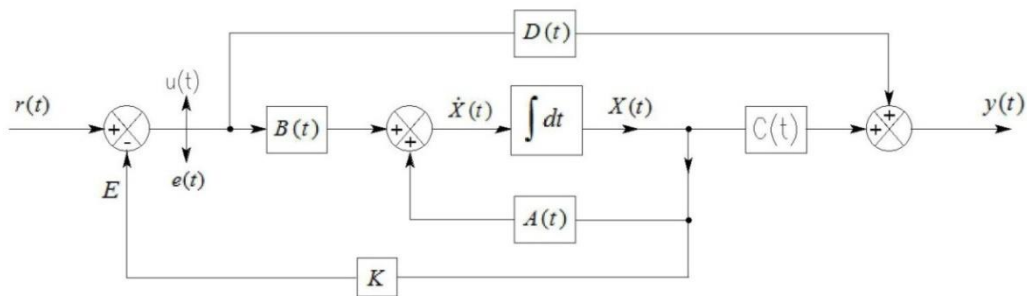 D(t)
u(t)
r(t)
B(t)
Ẋ(t)
∫ dt
X(t)
C(t)
y(t)
+
-
+
+
+
+
E
e(t)
A(t)
K